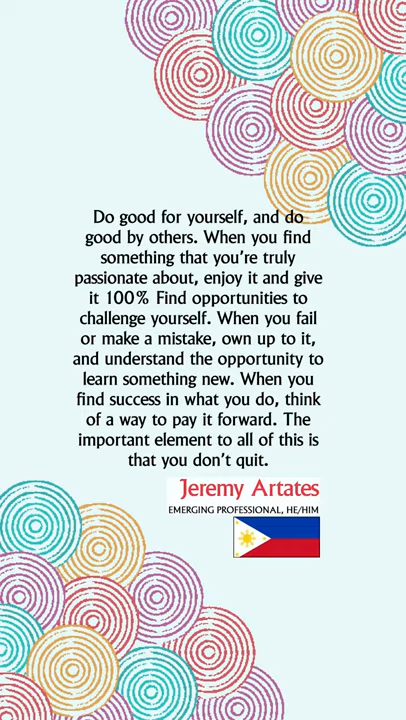 Do good for yourself, and do
good by others. When you find
something that you're truly
passionate about, enjoy it and give
it 100% Find opportunities to
challenge yourself. When you fail
or make a mistake, own up to it,
and understand the opportunity to
learn something new. When you
find success in what you do, think
of a way to pay it forward. The
important element to all of this is
that you don't quit.
Jeremy Artates
EMERGING PROFESSIONAL, HE/HIM